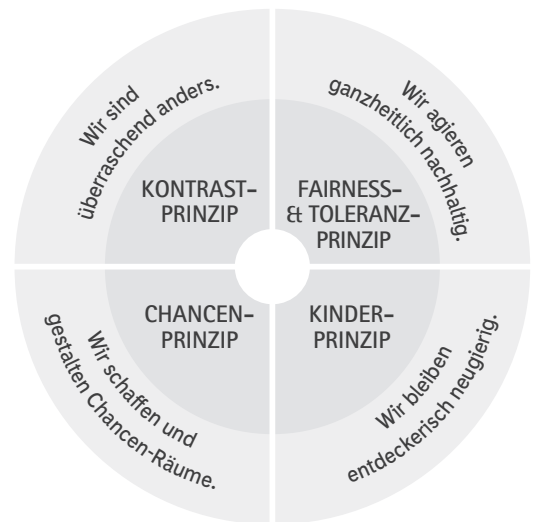 Wir sind
überraschend anders.
KONTRAST-
PRINZIP
Wir agieren
ganzheitlich nachhaltig.
FAIRNESS-
& TOLERANZ-
PRINZIP
CHANCEN-
PRINZIP
Wir schaffen und
gestalten Chancen-Räume.
KINDER-
PRINZIP
Wir bleiben
entdeckerisch neugierig.